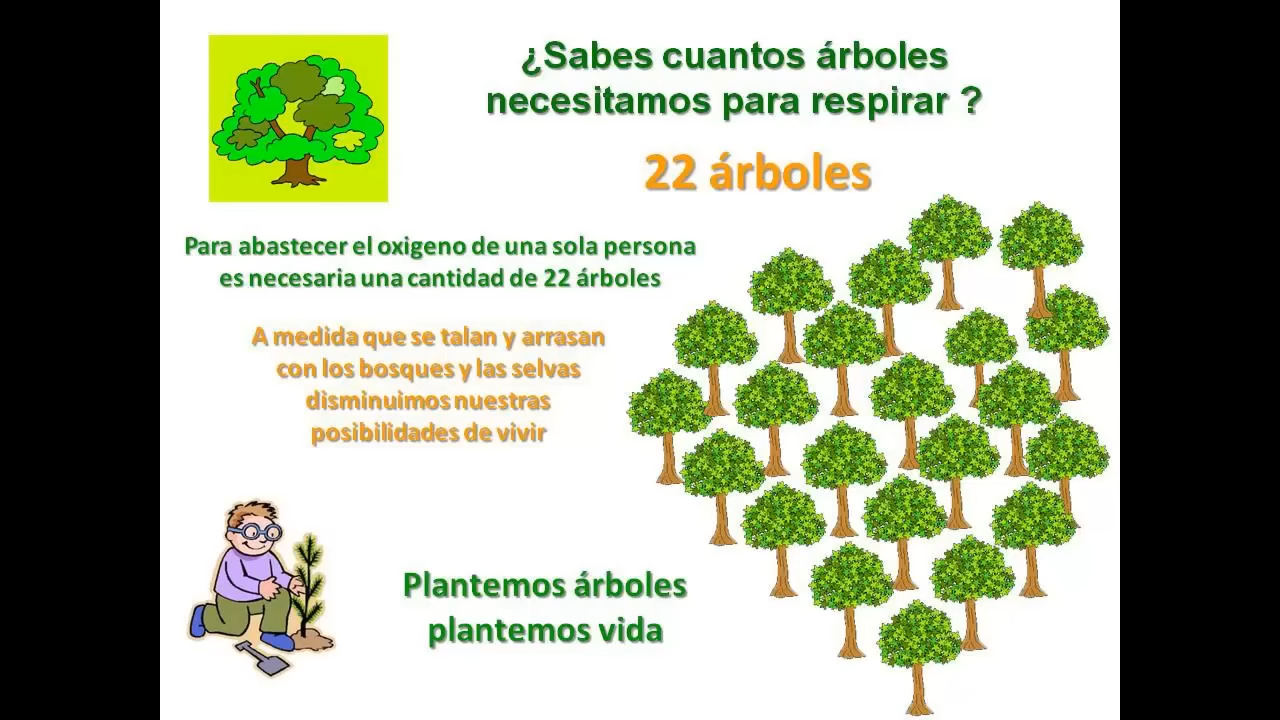 ¿Sabes cuantos árboles
necesitamos para respirar ?
22 árboles
Para abastecer el oxigeno de una sola persona
es necesaria una cantidad de 22 árboles
A medida que se talan y arrasan
con los bosques y las selvas
disminuimos nuestras
posibilidades de vivir
Plantemos árboles
plantemos vida